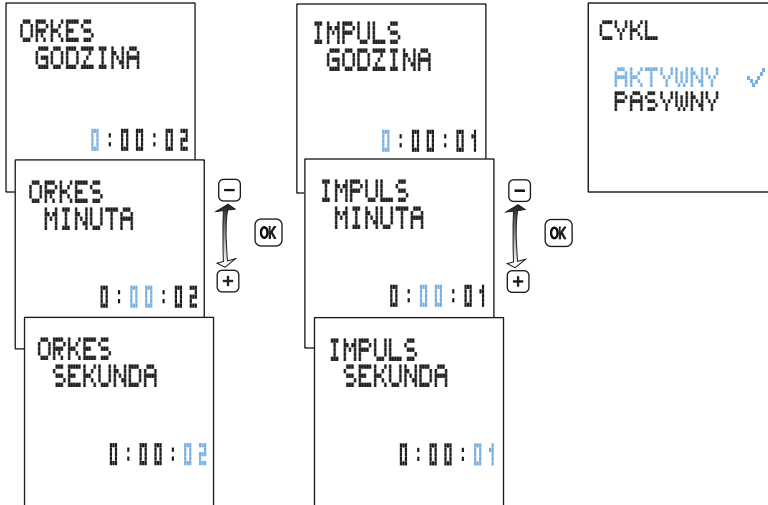 ORKES
GODZINA
0:00:02
ORKES
MINUTA
0:00:02
ORKES
SEKUNDA
0:00:02
-
OK
+
IMPULS
GODZINA
0:00:01
IMPULS
MINUTA
0:00:01
IMPULS
SEKUNDA
0:00:01
-
OK
+
CYKL
AKTYWNY ✓
PASYWNY